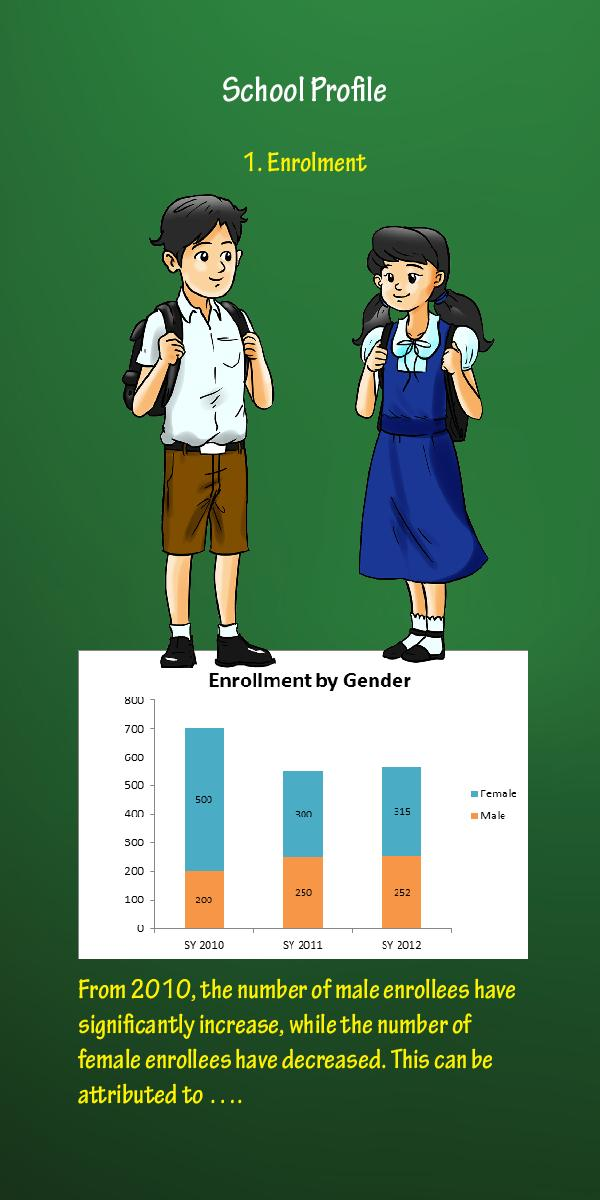 School Profile
1. Enrolment
Enrollment by Gender
800
700
600
500
400
300
200
100
0
500
300
315
200
250
252
SY 2010
SY 2011
SY 2012
Female
Male
From 2010, the number of male enrollees have
significantly increase, while the number of
female enrollees have decreased. This can be
attributed to ....